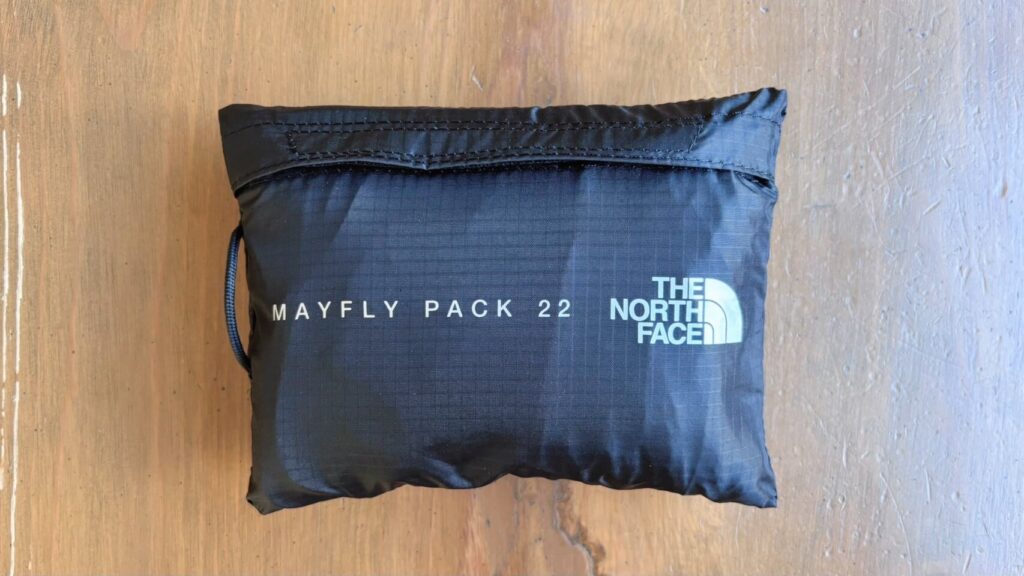 MAYFLY PACK 22
THE
NORTH
FACE